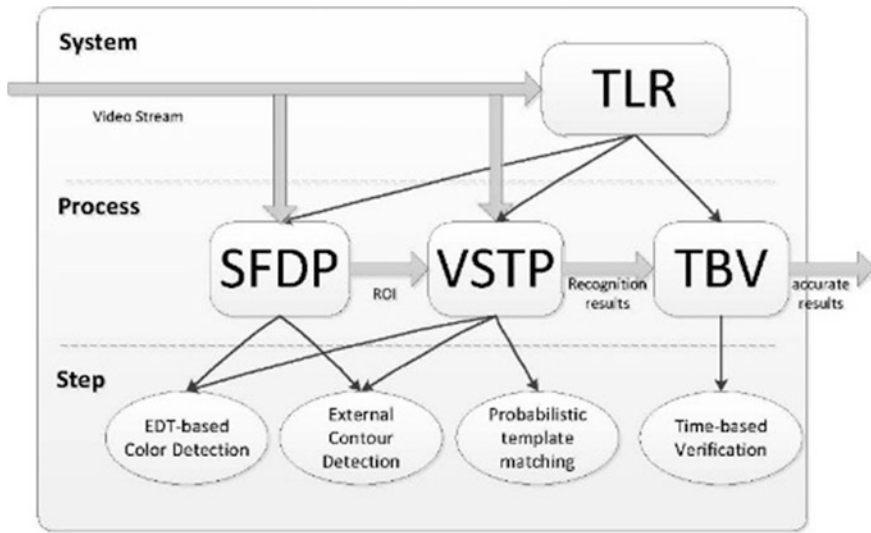 System
TLR
Video Stream
Process
SFDP
VSTP
TBV
ROI
Recognition
results
accurate
results
Step
EDT-based
Color Detection
External
Contour
Detection
Probabilistic
template
matching
Time-based
Verification